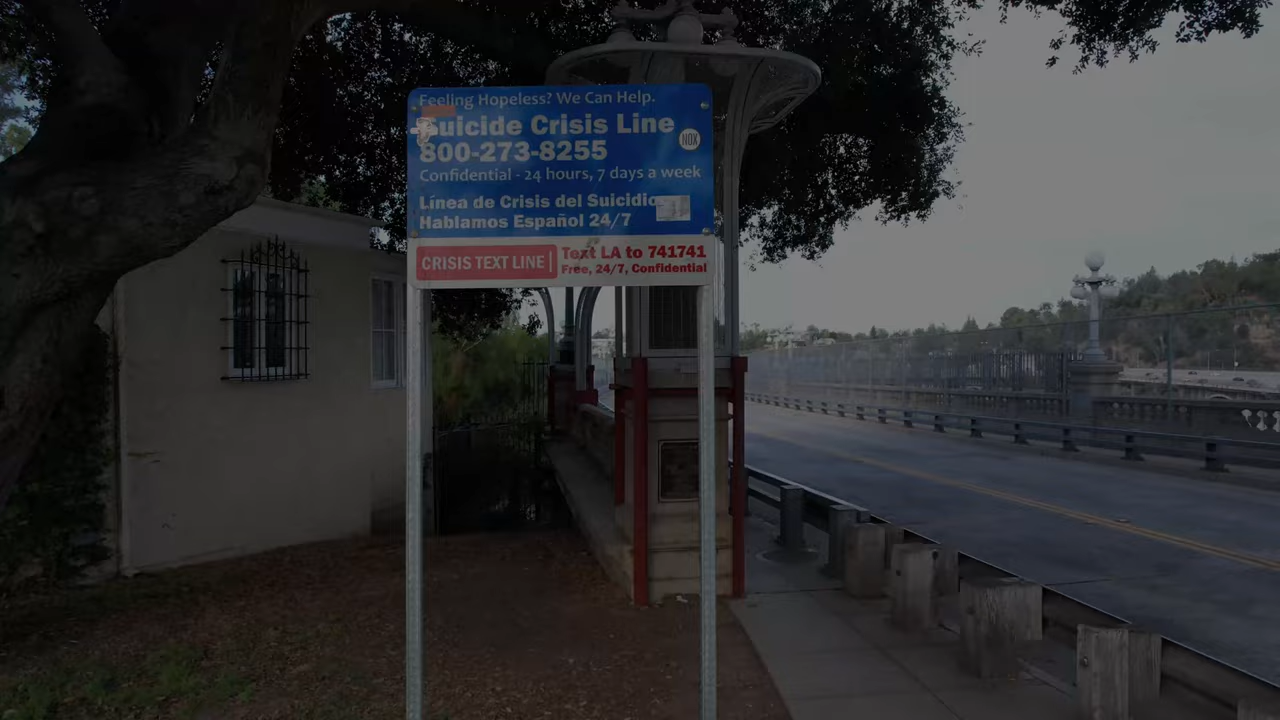 Feeling Hopeless? We Can Help.
Suicide Crisis Line
800-273-8255
NOX
Confidential - 24 hours, 7 days a week
Línea de Crisis del Suicidio
Hablamos Español 24/7
CRISIS TEXT LINE |
Text LA to 741741
Free, 24/7, Confidential